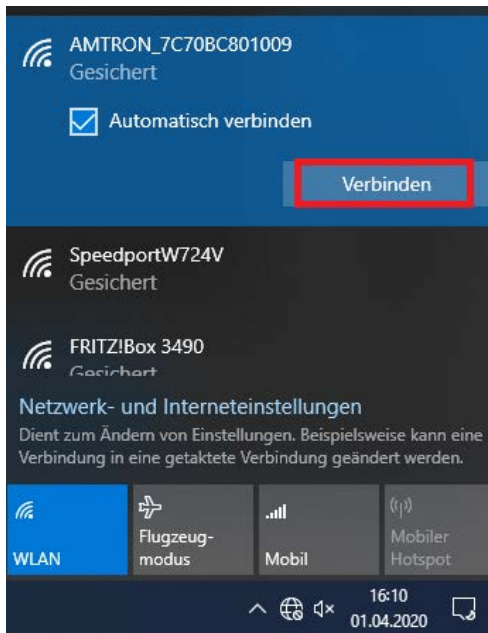 AMTRON_7C70BC801009
Gesichert
Automatisch verbinden
Verbinden
SpeedportW724V
Gesichert
FRITZ!Box 3490
Gesichert
Netzwerk- und Interneteinstellungen
Dient zum Ändern von Einstellungen. Beispielsweise kann eine
Verbindung in eine getaktete Verbindung geändert werden.
WLAN
Flugzeug-
modus
Mobil
Mobiler
Hotspot
16:10
01.04.2020